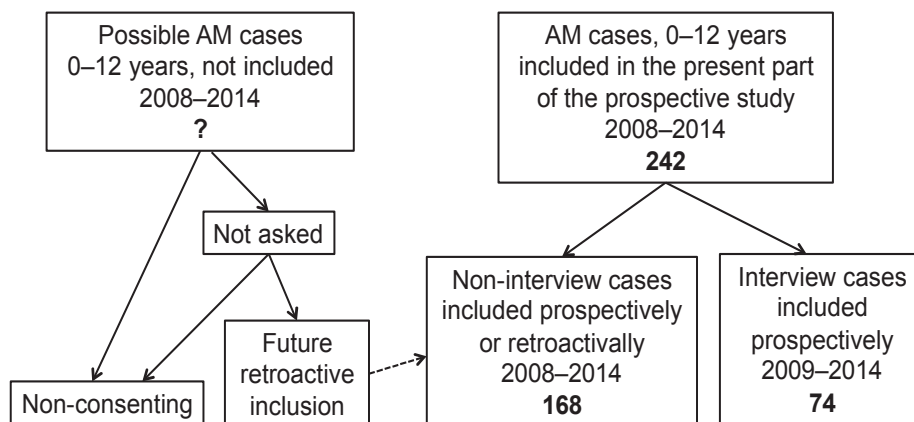 Possible AM cases
0–12 years, not included
2008–2014
?
AM cases, 0–12 years
included in the present part
of the prospective study
2008–2014
242
Not asked
Non-consenting
Future
retroactive
inclusion
Non-interview cases
included prospectively
or retroactivally
2008–2014
168
Interview cases
included
prospectively
2009–2014
74